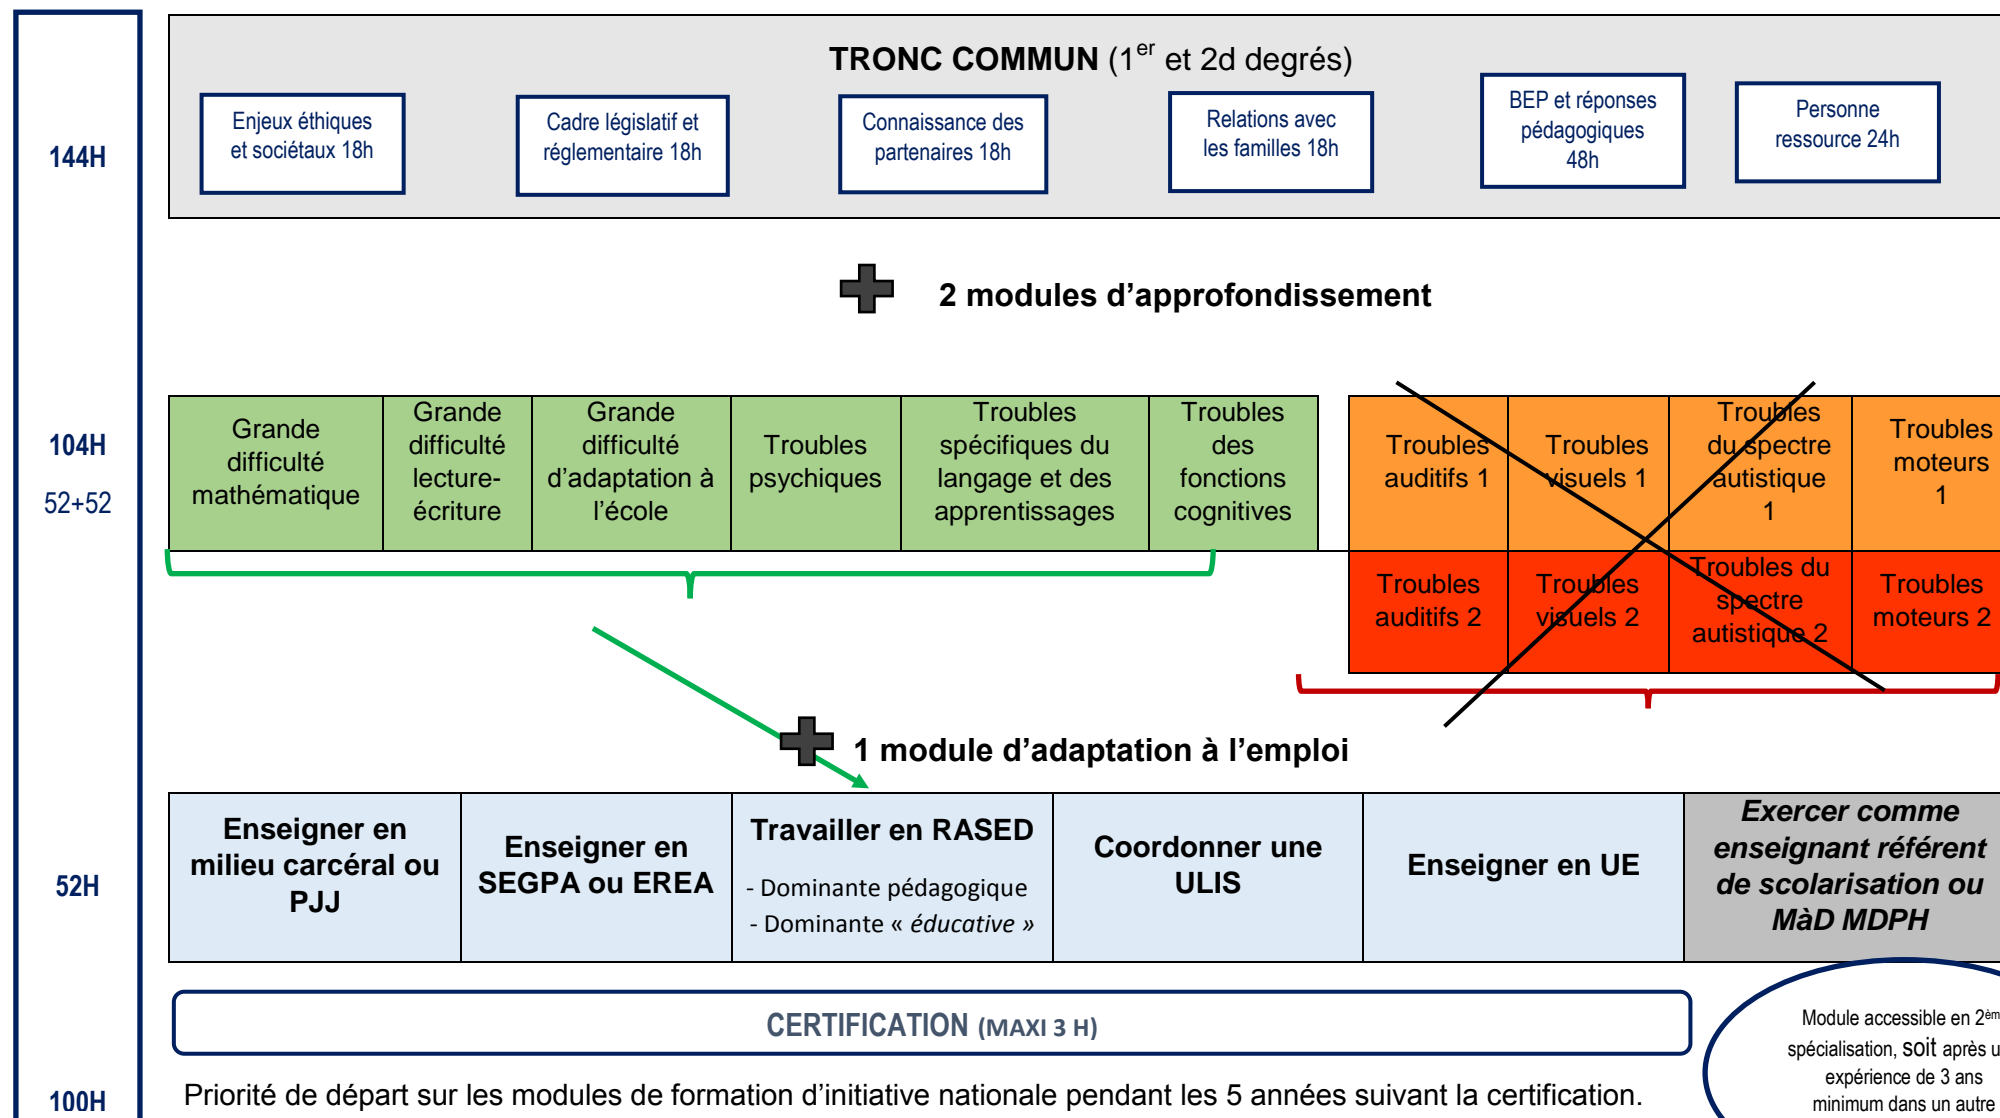 TRONC COMMUN (1er et 2d degrés)
144H
Enjeux éthiques
et sociétaux 18h
Cadre législatif et
réglementaire 18h
Connaissance des
partenaires 18h
Relations avec
les familles 18h
BEP et réponses
pédagogiques
48h
Personne
ressource 24h
2 modules d’approfondissement
104H
52+52
Grande
difficulté
mathématique
Grande
difficulté
lecture-
écriture
Grande
difficulté
d’adaptation à
l’école
Troubles
psychiques
Troubles
spécifiques du
langage et des
apprentissages
Troubles
des
fonctions
cognitives
Troubles
auditifs 1
Troubles
visuels 1
Troubles
du spectre
autistique
1
Troubles
moteurs
1
Troubles
auditifs 2
Troubles
visuels 2
Troubles du
spectre
autistique 2
Troubles
moteurs 2
1 module d’adaptation à l’emploi
52H
Enseigner en
milieu carcéral ou
PJJ
Enseigner en
SEGPA ou EREA
Travailler en RASED
- Dominante pédagogique
- Dominante « éducative »
Coordonner une
ULIS
Enseigner en UE
Exercer comme
enseignant référent
de scolarisation ou
MàD MDPH
CERTIFICATION (MAXI 3 H)
Module accessible en 2èm
spécialisation, soit après u
expérience de 3 ans
minimum dans un autre
100H
Priorité de départ sur les modules de formation d’initiative nationale pendant les 5 années suivant la certification.